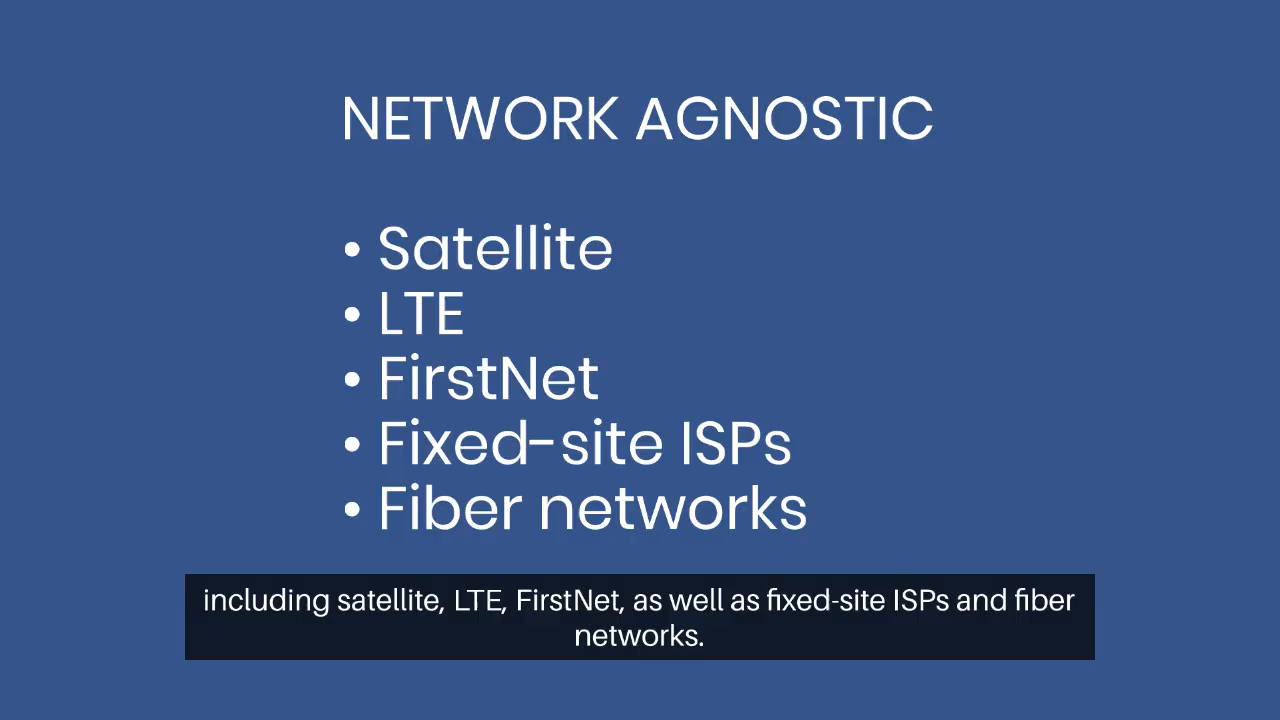 NETWORK AGNOSTIC
• Satellite
• LTE
• FirstNet
• Fixed-site ISPs
• Fiber networks
including satellite, LTE, FirstNet, as well as fixed-site ISPs and fiber
networks.